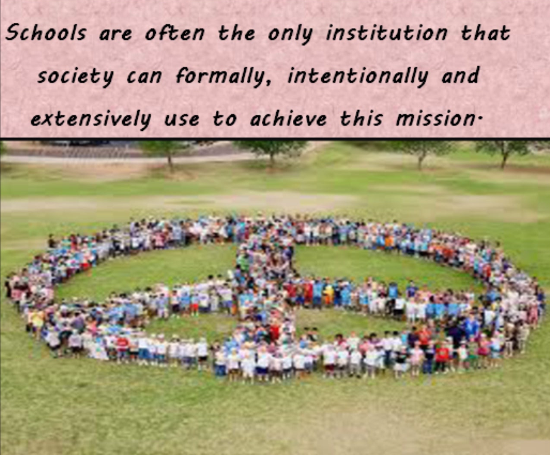 Schools are often the only institution that
society can formally, intentionally and
extensively use to achieve this mission.